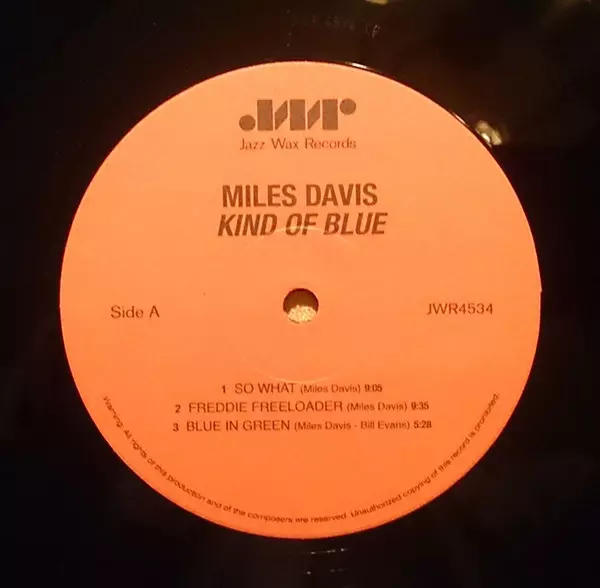 JWR
Jazz Wax Records
MILES DAVIS
KIND OF BLUE
Side A
JWR4534
1 SO WHAT (Miles Davis) 9:05
2 FREDDIE FREELOADER (Miles Davis) 9:35
3 BLUE IN GREEN (Miles Davis - Bill Evans) 5:28
Warning: All rights of this production and of the composers are reserved. Unauthorized copying of this record is prohibited.